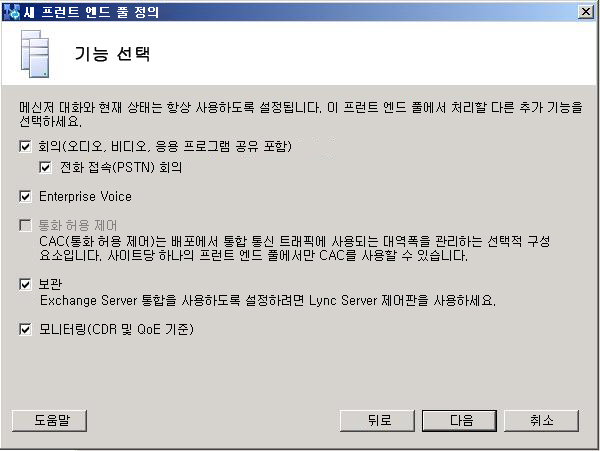 새 프런트 엔드 풀 정의
기능 선택
메신저 대화와 현재 상태는 항상 사용하도록 설정됩니다. 이 프런트 엔드 풀에서 처리할 다른 추가 기능을
선택하세요.
회의(오디오, 비디오, 응용 프로그램 공유 포함)
전화 접속(PSTN) 회의
Enterprise Voice
통화 허용 제어
CAC(통화 허용 제어)는 배포에서 통합 통신 트래픽에 사용되는 대역폭을 관리하는 선택적 구성
요소입니다. 사이트당 하나의 프런트 엔드 풀에서만 CAC를 사용할 수 있습니다.
보관
Exchange Server 통합을 사용하도록 설정하려면 Lync Server 제어판을 사용하세요.
모니터링(CDR 및 QoE 기준)
도움말 뒤로 다음 취소